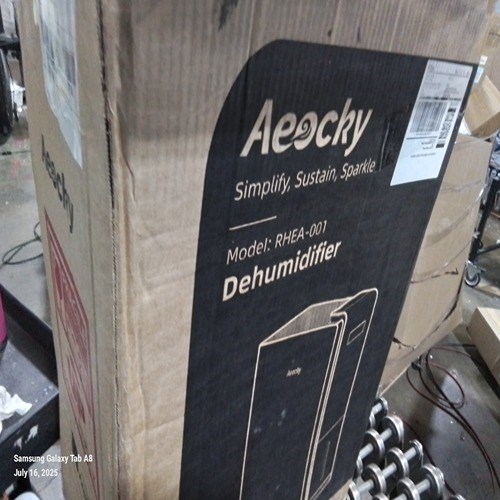 Aeocky
Simplify, Sustain, Sparkle
Model: RHEA-001
Dehumidifier
Aeocky
Aeocky
Samsung Galaxy Tab A8
July 16, 2025